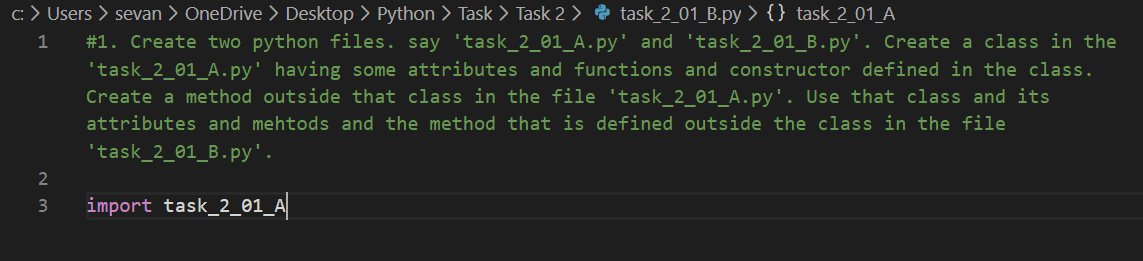 c: > Users > sevan > OneDrive > Desktop > Python > Task > Task 2 > task_2_01_B.py > {} task_2_01_A
1 #1. Create two python files. say 'task_2_01_A.py' and 'task_2_01_B.py'. Create a class in the
'task_2_01_A.py' having some attributes and functions and constructor defined in the class.
Create a method outside that class in the file 'task_2_01_A.py'. Use that class and its
attributes and mehtods and the method that is defined outside the class in the file
'task_2_01_B.py'.
2
3 import task_2_01_A